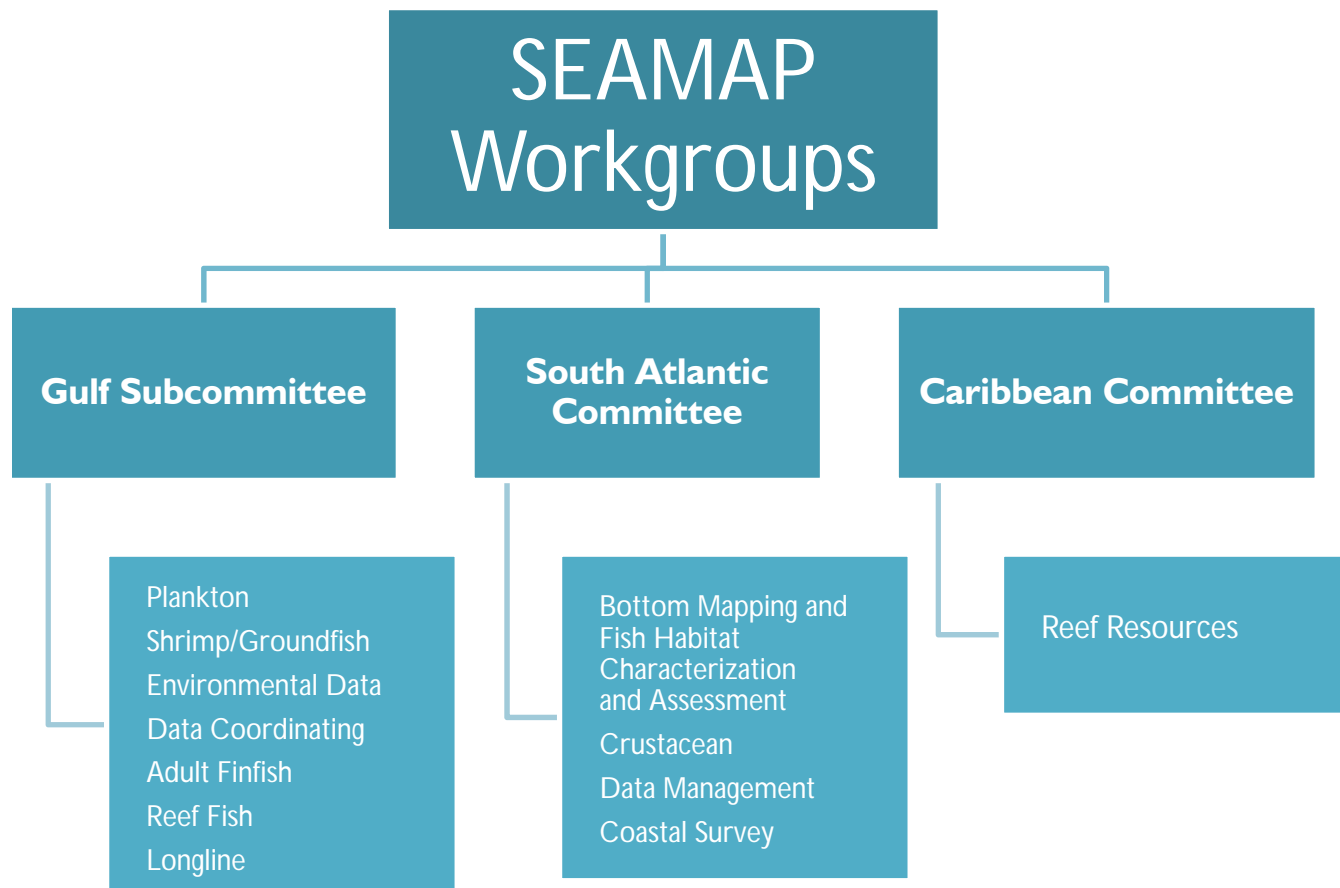 SEAMAP
Workgroups
Gulf Subcommittee
South Atlantic
Committee
Caribbean Committee
Plankton
Shrimp/Groundfish
Environmental Data
Data Coordinating
Adult Finfish
Reef Fish
Longline
Bottom Mapping and
Fish Habitat
Characterization
and Assessment
Crustacean
Data Management
Coastal Survey
Reef Resources